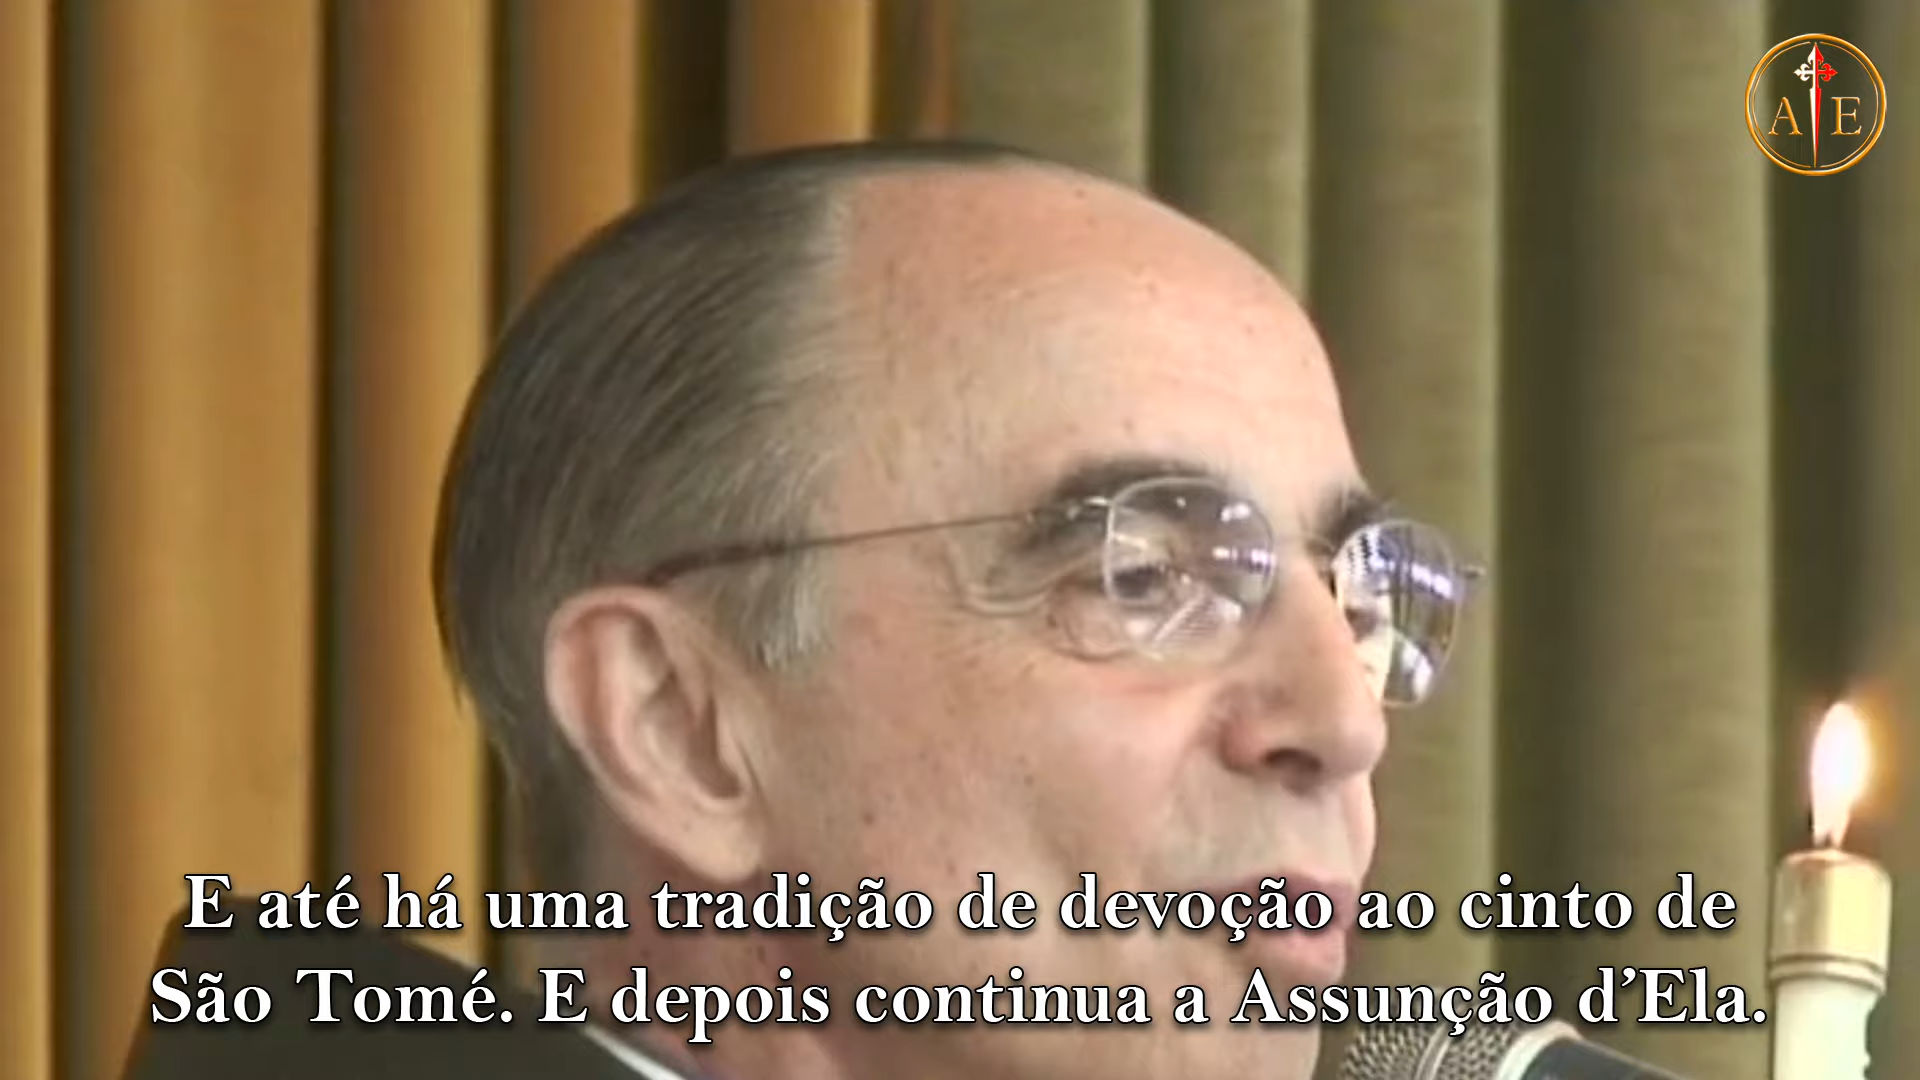 A E
E até há uma tradição de devoção ao cinto de
São Tomé. E depois continua a Assunção d’Ela.